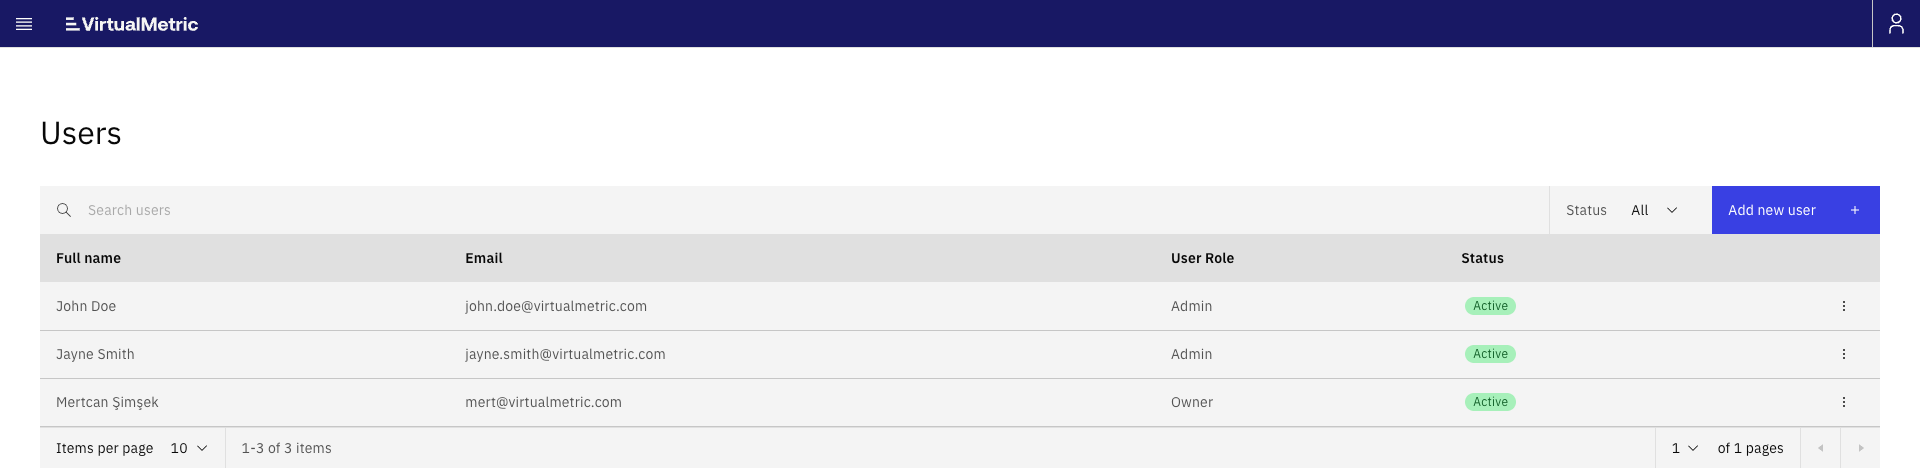 VirtualMetric
Users
Search users Status All Add new user +
Full name Email User Role Status
John Doe john.doe@virtualmetric.com Admin Active
Jayne Smith jayne.smith@virtualmetric.com Admin Active
Mertcan Şimşek mert@virtualmetric.com Owner Active
Items per page 10 1-3 of 3 items 1 of 1 pages